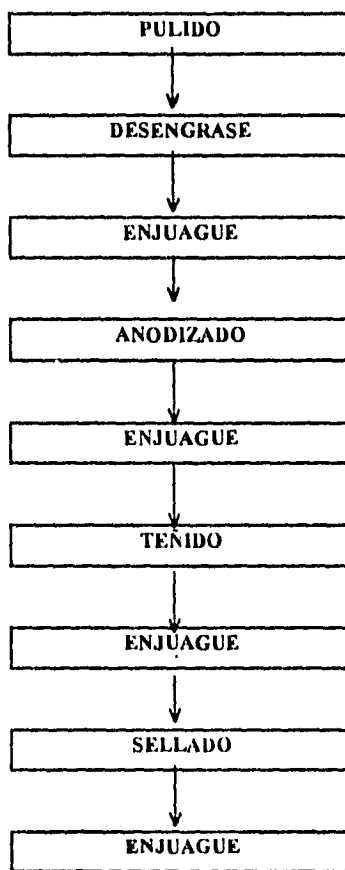 PULIDO
DESENGRASE
ENJUAGUE
ANODIZADO
ENJUAGUE
TEÑIDO
ENJUAGUE
SELLADO
ENJUAGUE